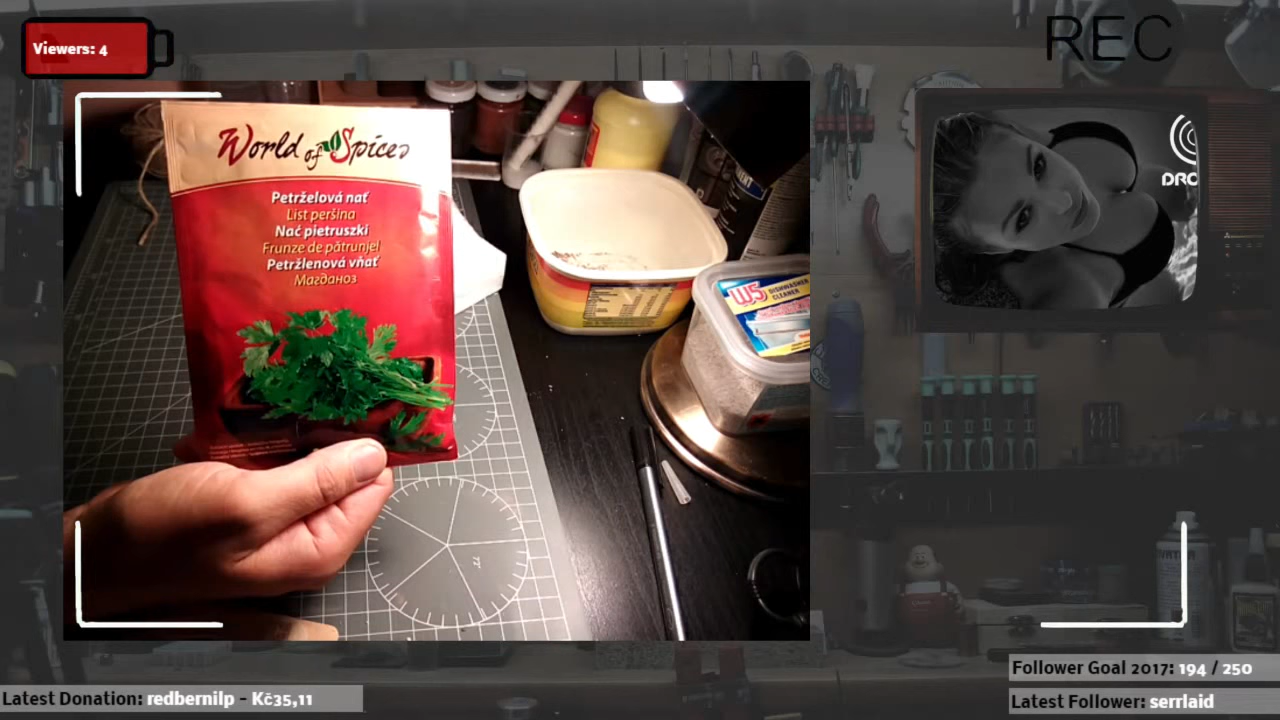 Viewers: 4
REC
World of Spices
Petrželová nať
List peršina
Nać pietruszki
Frunze de pătrunjel
Petržlenová vňať
Магданоз
W5 DISHWASHER
CLEANER
DRO
Follower Goal 2017: 194 / 250
Latest Donation: redbernilp - Kč35,11
Latest Follower: serrlaid